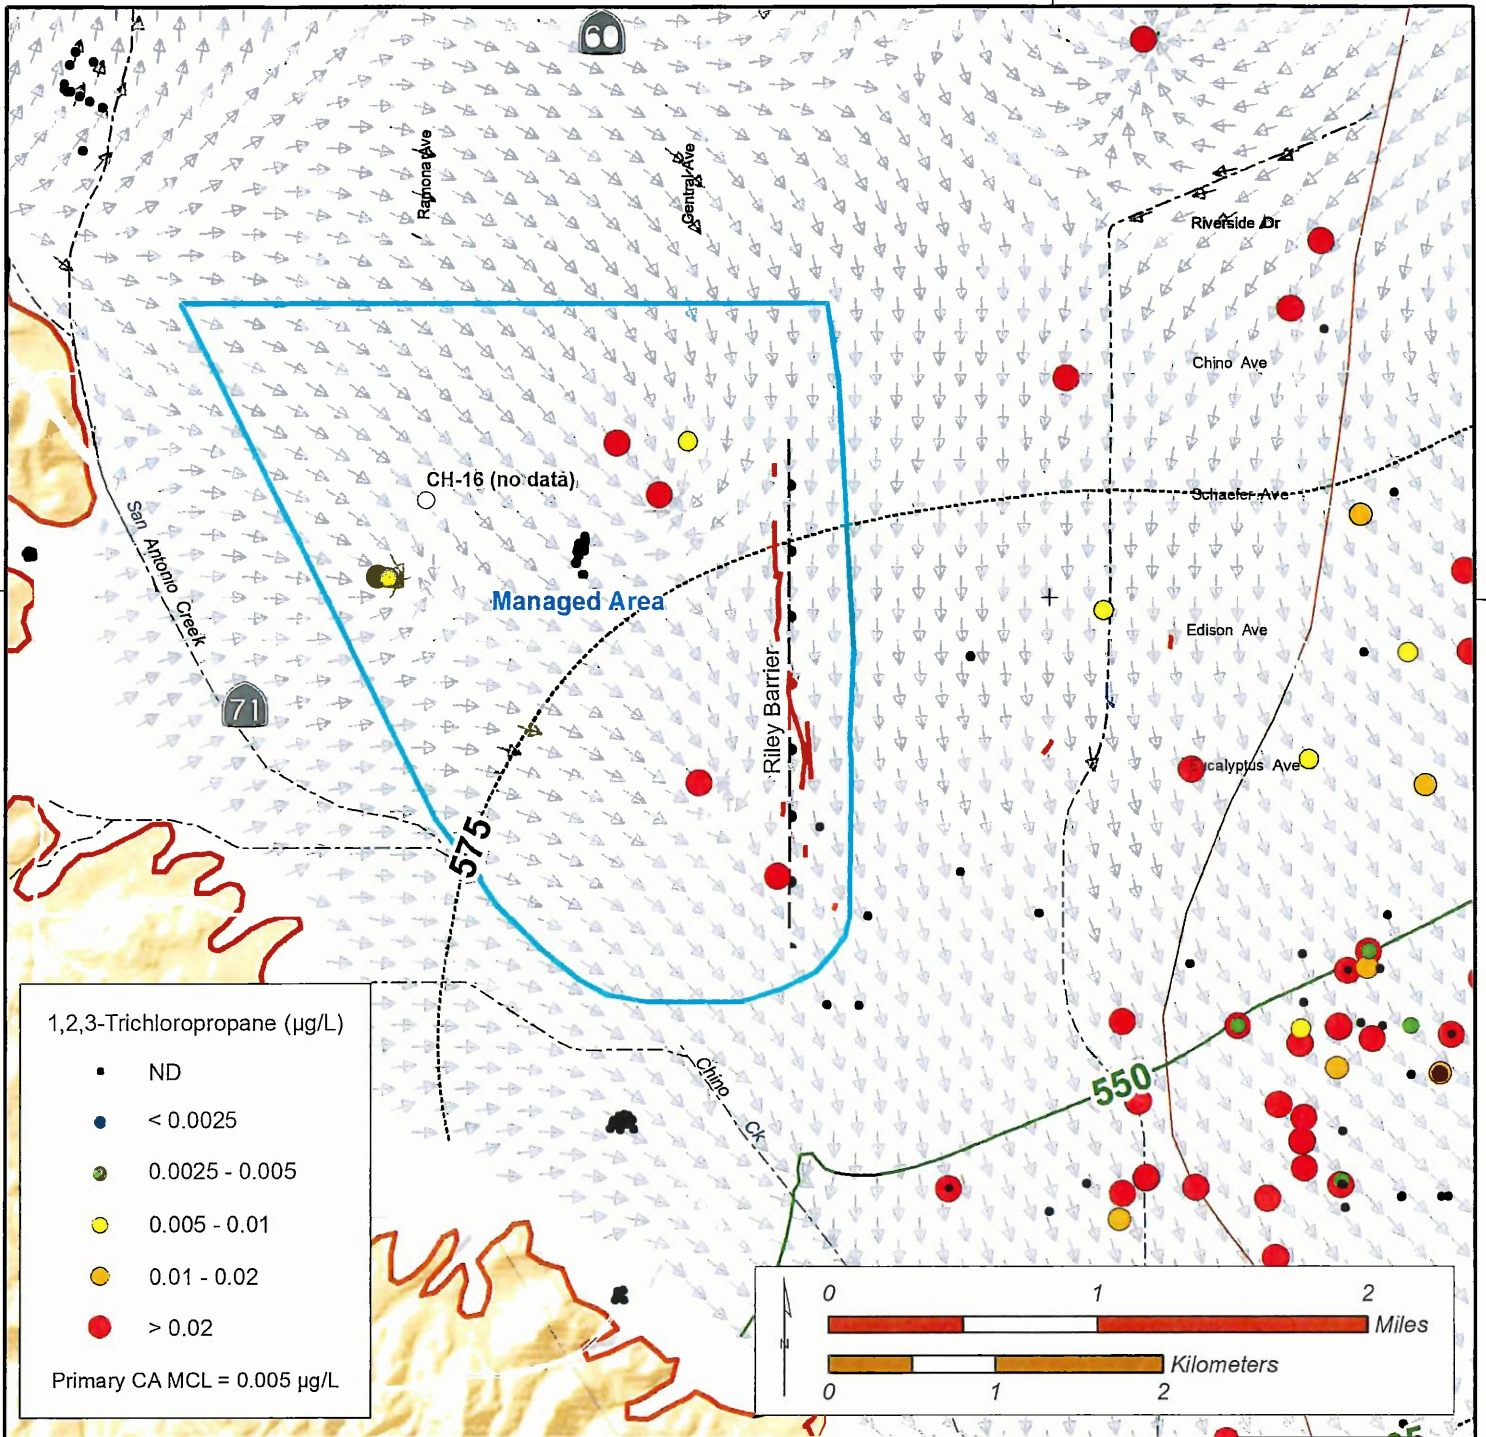 60
Ramona Ave
Central Ave
Riverside Dr
Chino Ave
CH-16 (no data)
Schaefer Ave
San Antonio Creek
Managed Area
Edison Ave
Riley Barrier
71
Eucalyptus Ave
575
1,2,3-Trichloropropane (µg/L)
ND
< 0.0025
0.0025 - 0.005
0.005 - 0.01
0.01 - 0.02
> 0.02
Primary CA MCL = 0.005 µg/L
Chino Ck
550
0 1 2
Miles
Kilometers
0 1 2
N